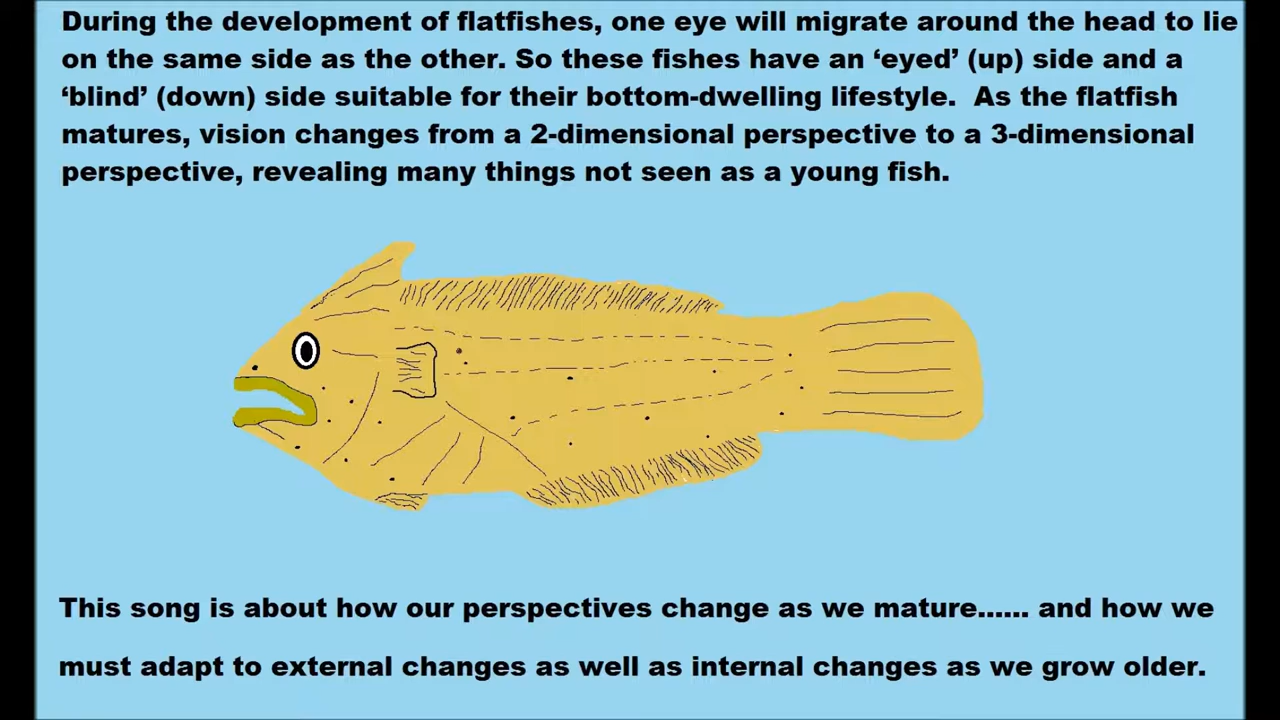 During the development of flatfishes, one eye will migrate around the head to lie
on the same side as the other. So these fishes have an ‘eyed’ (up) side and a
‘blind’ (down) side suitable for their bottom-dwelling lifestyle.  As the flatfish
matures, vision changes from a 2-dimensional perspective to a 3-dimensional
perspective, revealing many things not seen as a young fish.
This song is about how our perspectives change as we mature...... and how we
must adapt to external changes as well as internal changes as we grow older.